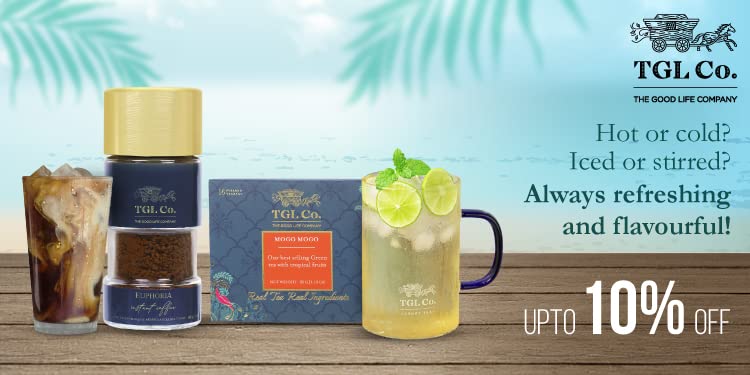 TGL Co.
THE GOOD LIFE COMPANY
Hot or cold?
Iced or stirred?
Always refreshing
and flavourful!
UPTO 10% OFF
TGL Co.
THE GOOD LIFE COMPANY
EUPHORIA
instant coffee
TGL Co.
THE GOOD LIFE COMPANY
MOGO MOGO
Our best selling Green
tea with tropical fruits
Real Tea Real Ingredients
TGL Co.